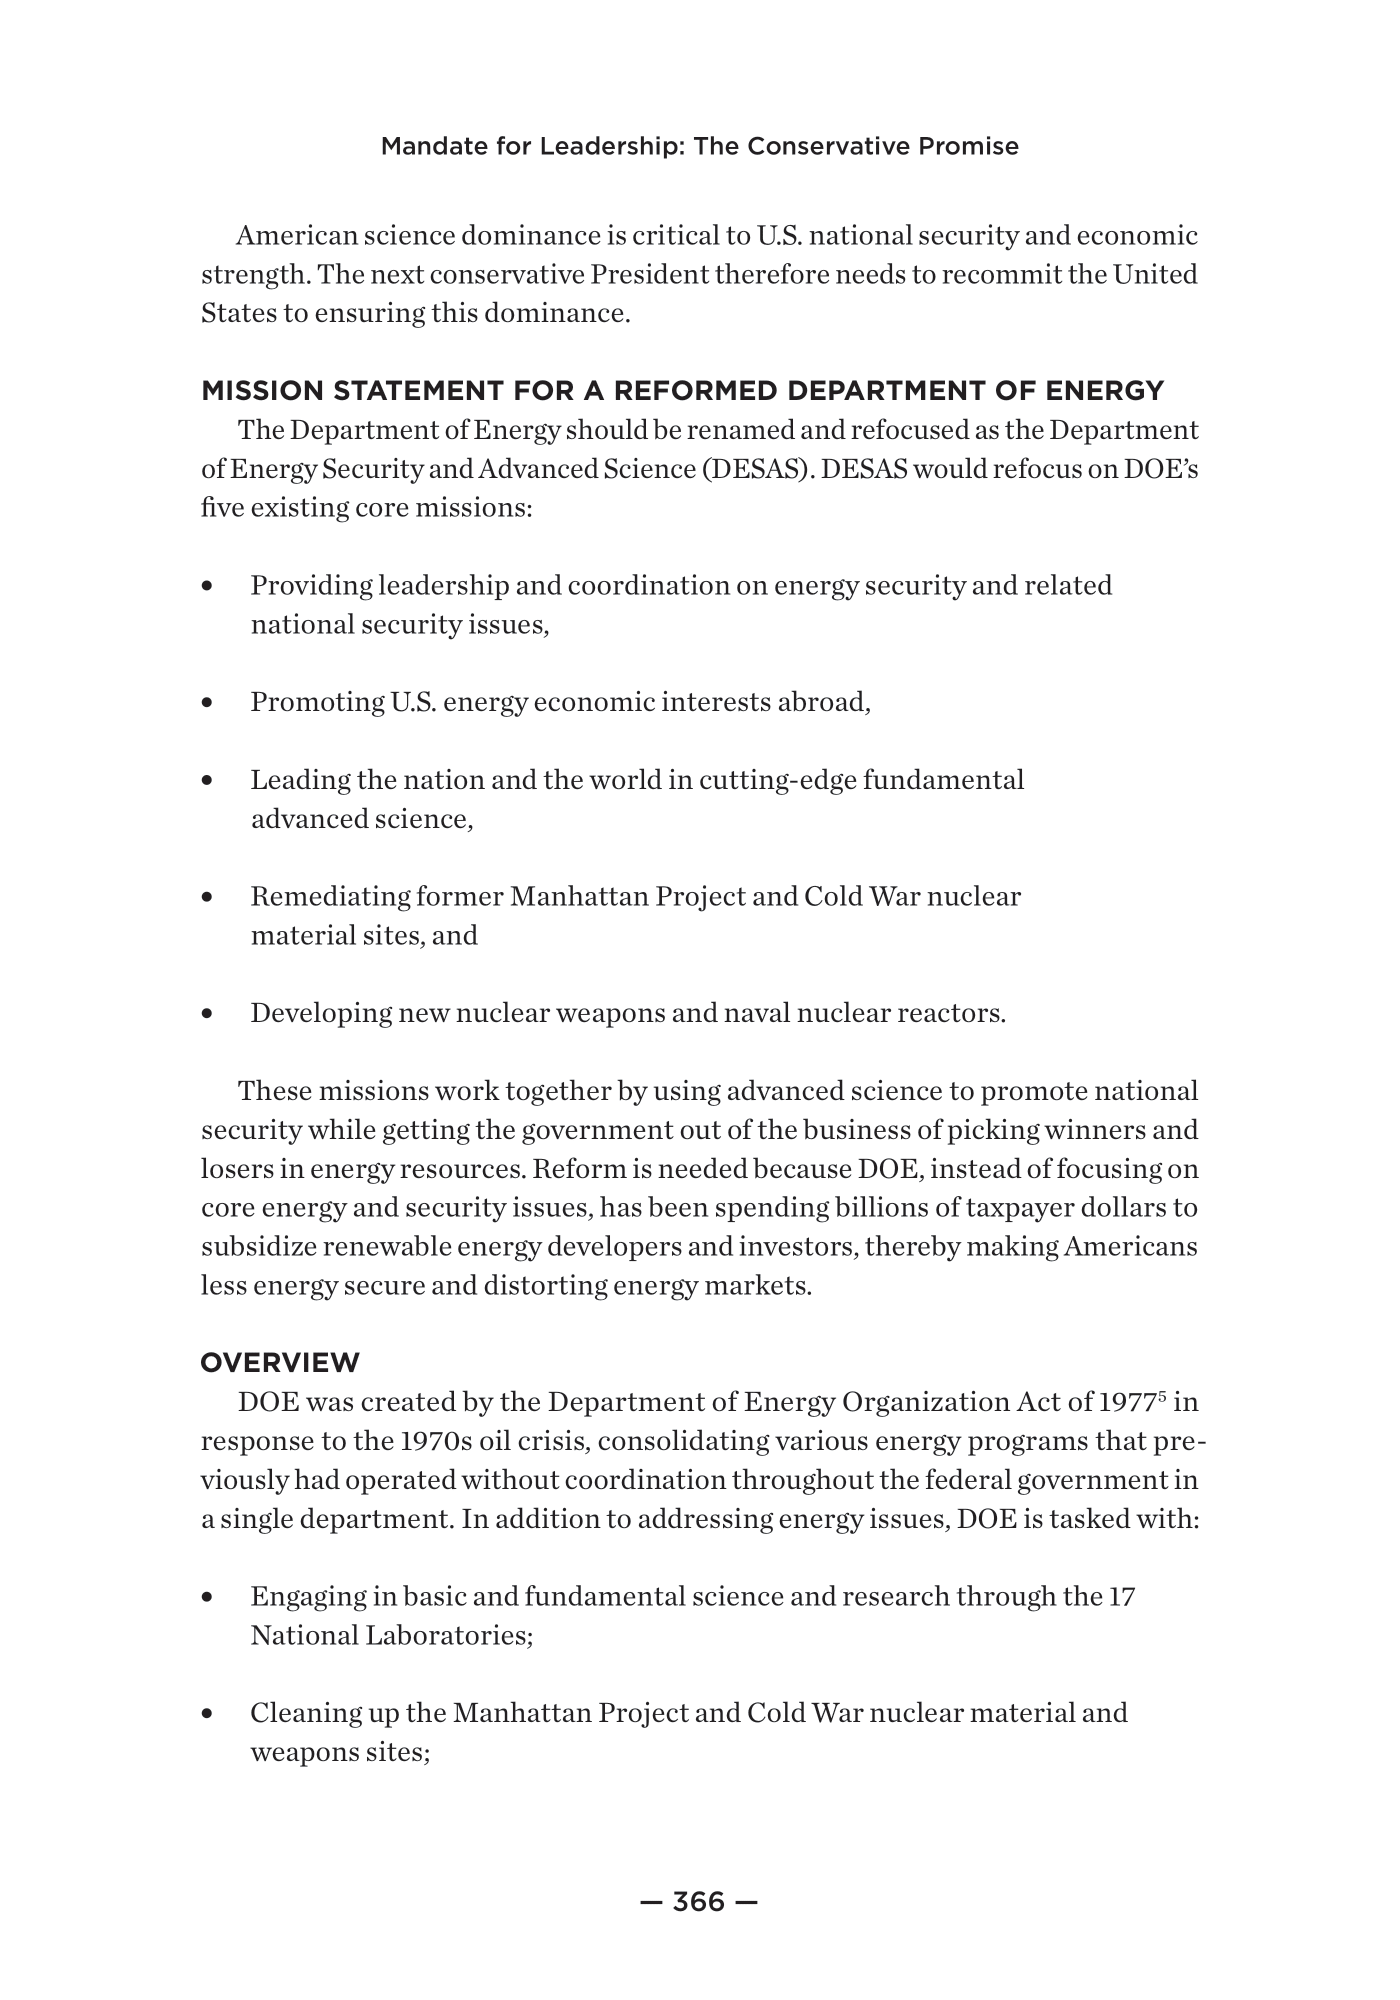 Mandate for Leadership: The Conservative Promise
American science dominance is critical to U.S. national security and economic
strength. The next conservative President therefore needs to recommit the United
States to ensuring this dominance.
MISSION STATEMENT FOR A REFORMED DEPARTMENT OF ENERGY
The Department of Energy should be renamed and refocused as the Department
of Energy Security and Advanced Science (DESAS). DESAS would refocus on DOE’s
five existing core missions:
• Providing leadership and coordination on energy security and related
national security issues,
• Promoting U.S. energy economic interests abroad,
• Leading the nation and the world in cutting-edge fundamental
advanced science,
• Remediating former Manhattan Project and Cold War nuclear
material sites, and
• Developing new nuclear weapons and naval nuclear reactors.
These missions work together by using advanced science to promote national
security while getting the government out of the business of picking winners and
losers in energy resources. Reform is needed because DOE, instead of focusing on
core energy and security issues, has been spending billions of taxpayer dollars to
subsidize renewable energy developers and investors, thereby making Americans
less energy secure and distorting energy markets.
OVERVIEW
DOE was created by the Department of Energy Organization Act of 1977⁵ in
response to the 1970s oil crisis, consolidating various energy programs that pre-
viously had operated without coordination throughout the federal government in
a single department. In addition to addressing energy issues, DOE is tasked with:
• Engaging in basic and fundamental science and research through the 17
National Laboratories;
• Cleaning up the Manhattan Project and Cold War nuclear material and
weapons sites;
— 366 —